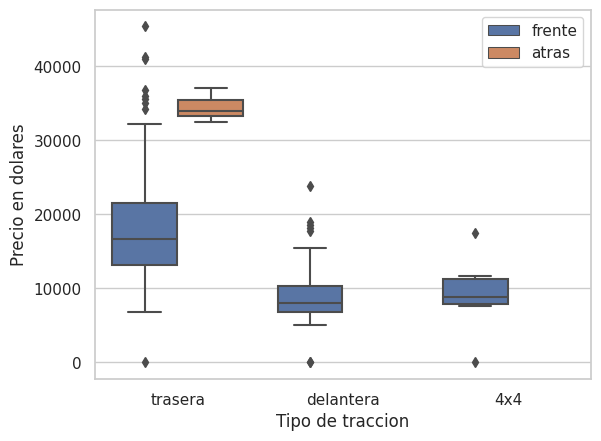 frente
atras
40000
30000
20000
10000
0
Precio en dolares
trasera
delantera
4x4
Tipo de traccion